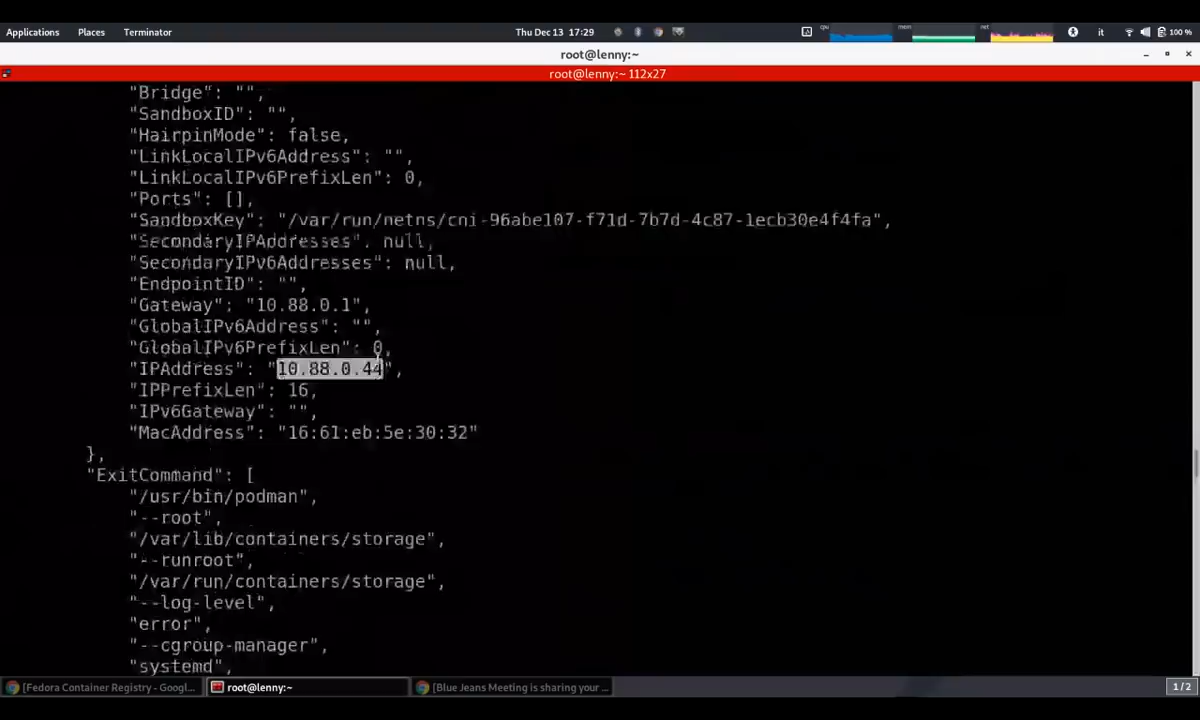 Applications Places Terminator Thu Dec 13 17:29 cpu mem net it 100 %
root@lenny:~
root@lenny:~ 112x27
"Bridge": "",
"SandboxID": "",
"HairpinMode": false,
"LinkLocalIPv6Address": "",
"LinkLocalIPv6PrefixLen": 0,
"Ports": [],
"SandboxKey": "/var/run/netns/cni-96abe107-f71d-7b7d-4c87-1ecb30e4f4fa",
"SecondaryIPAddresses": null,
"SecondaryIPv6Addresses": null,
"EndpointID": "",
"Gateway": "10.88.0.1",
"GlobalIPv6Address": "",
"GlobalIPv6PrefixLen": 0,
"IPAddress": "10.88.0.44",
"IPPrefixLen": 16,
"IPv6Gateway": "",
"MacAddress": "16:61:eb:5e:30:32"
},
"ExitCommand": [
"/usr/bin/podman",
"--root",
"/var/lib/containers/storage",
"--runroot",
"/var/run/containers/storage",
"--log-level",
"error",
"--cgroup-manager",
"systemd",
[Fedora Container Registry - Googl... root@lenny:~ [Blue Jeans Meeting is sharing your ... 1/2